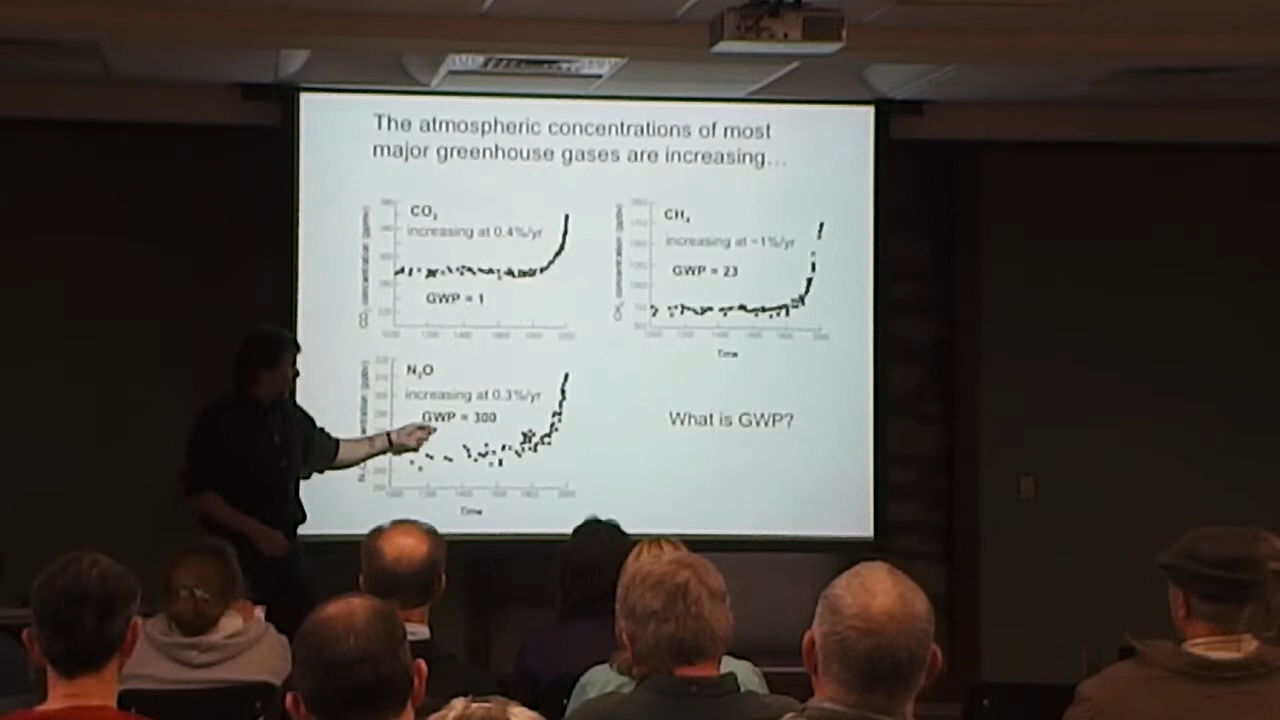 The atmospheric concentrations of most
major greenhouse gases are increasing...
CO₂
increasing at 0.4%/yr
GWP = 1
CH₄
increasing at ~1%/yr
GWP = 23
Time
N₂O
increasing at 0.3%/yr
GWP = 300
Time
What is GWP?